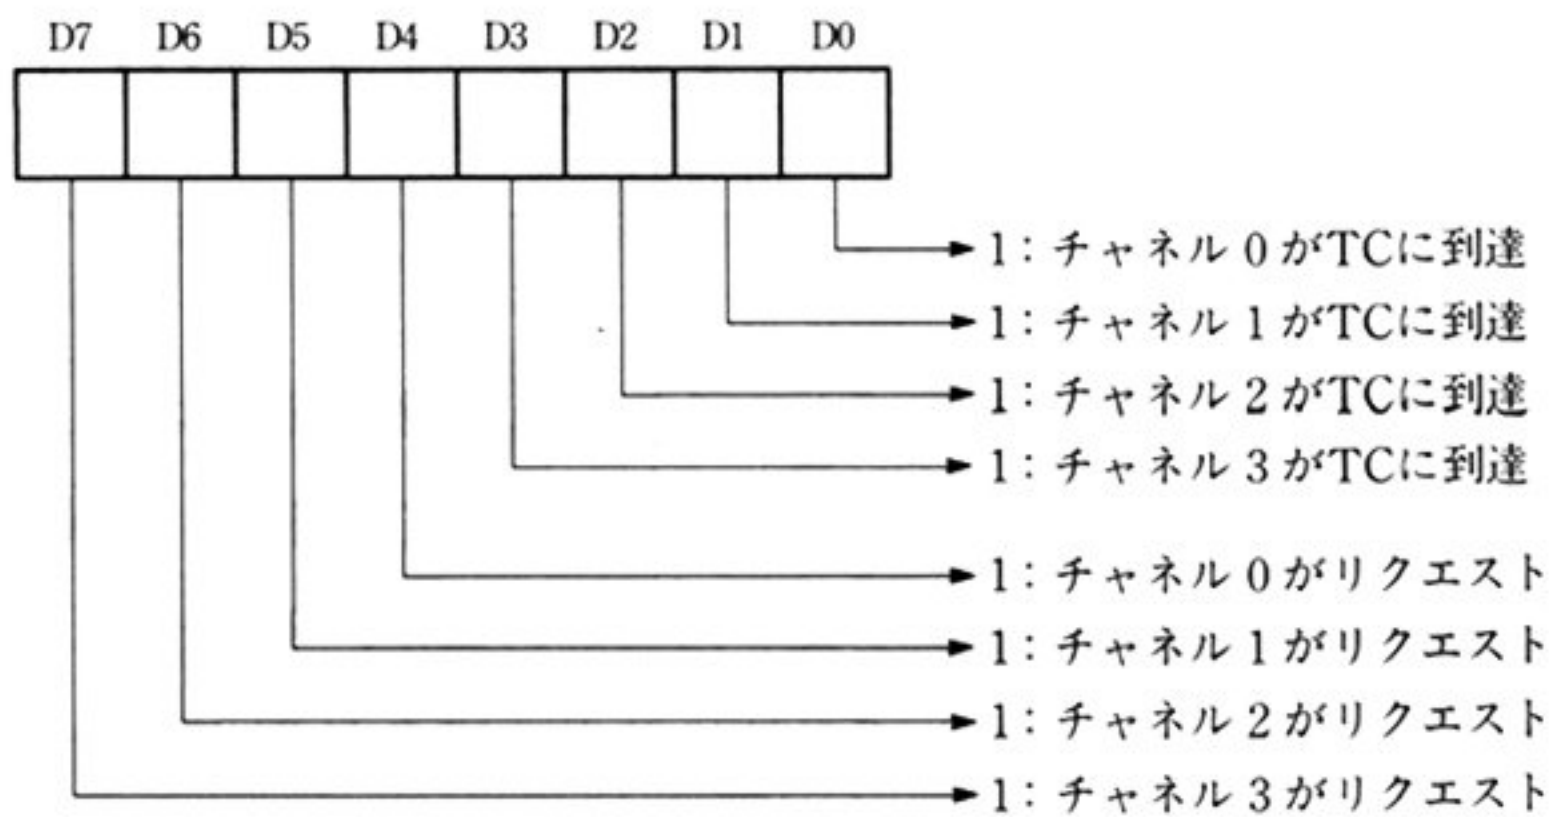 D7 D6 D5 D4 D3 D2 D1 D0
1: チャネル 0 がTCに到達
1: チャネル 1 がTCに到達
1: チャネル 2 がTCに到達
1: チャネル 3 がTCに到達
1: チャネル 0 がリクエスト
1: チャネル 1 がリクエスト
1: チャネル 2 がリクエスト
1: チャネル 3 がリクエスト